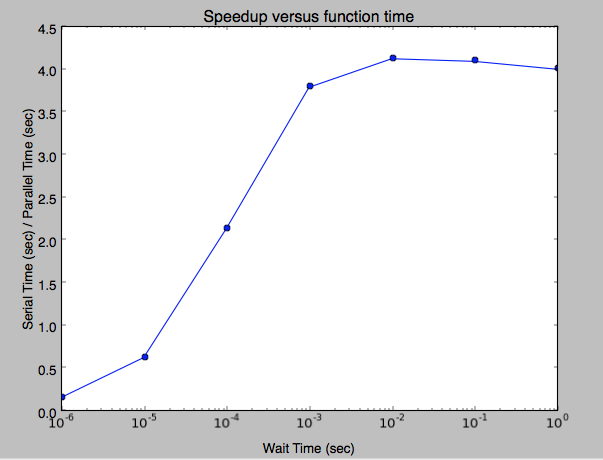 Speedup versus function time
Serial Time (sec) / Parallel Time (sec)
4.5
4.0
3.5
3.0
2.5
2.0
1.5
1.0
0.5
0.0
10^-6 10^-5 10^-4 10^-3 10^-2 10^-1 10^0
Wait Time (sec)